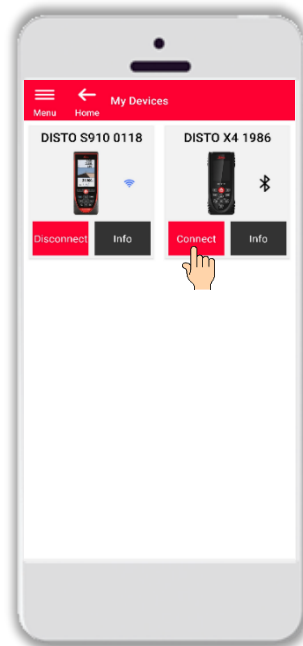 Menu
Home
My Devices
DISTO S910 0118
DISTO X4 1986
Disconnect
Info
Connect
Info